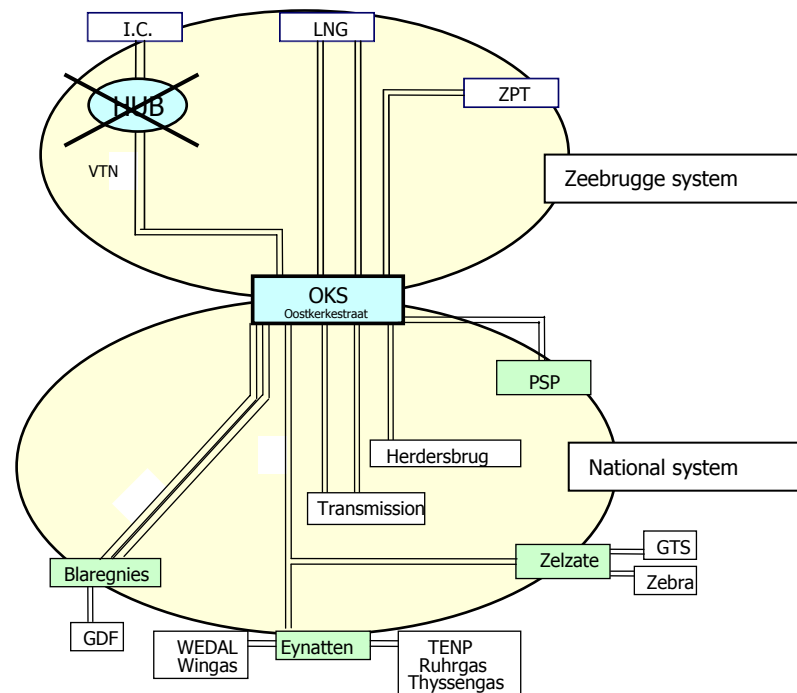 I.C.
LNG
ZPT
HUB
VTN
Zeebrugge system
OKS
Oostkerkestraat
PSP
Herdersbrug
National system
Transmission
GTS
Zelzate
Zebra
Blaregnies
GDF
WEDAL
Wingas
Eynatten
TENP
Ruhrgas
Thyssengas